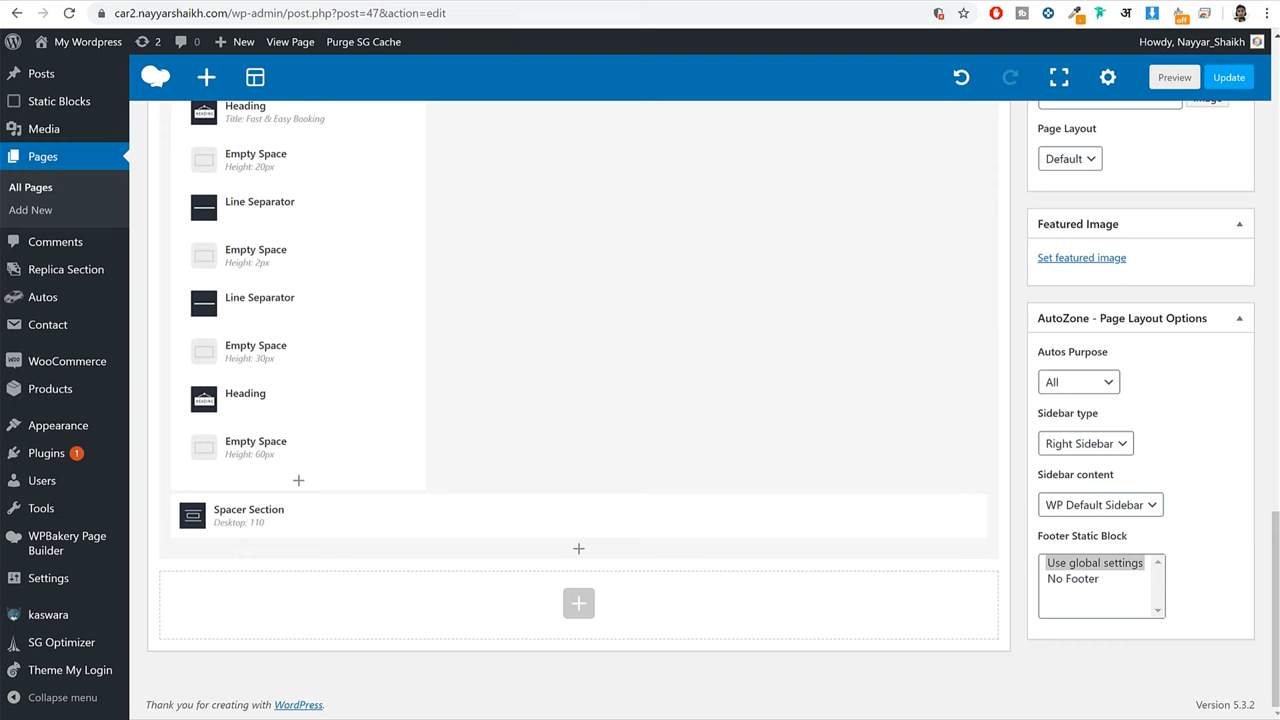 car2.nayyarshaikh.com/wp-admin/post.php?post=47&action=edit
off
My Wordpress
2
0
New
View Page
Purge SG Cache
Howdy, Nayyar_Shaikh
Posts
Static Blocks
Media
Pages
All Pages
Add New
Comments
Replica Section
Autos
Contact
WooCommerce
Products
Appearance
Plugins 1
Users
Tools
WPBakery Page
Builder
Settings
kaswara
SG Optimizer
Theme My Login
Collapse menu
Preview
Update
Heading
Title: Fast & Easy Booking
Empty Space
Height: 20px
Line Separator
Empty Space
Height: 2px
Line Separator
Empty Space
Height: 30px
Heading
Empty Space
Height: 60px
Spacer Section
Desktop: 110
Page Layout
Default
Featured Image
Set featured image
AutoZone - Page Layout Options
Autos Purpose
All
Sidebar type
Right Sidebar
Sidebar content
WP Default Sidebar
Footer Static Block
Use global settings
No Footer
Thank you for creating with WordPress.
Version 5.3.2